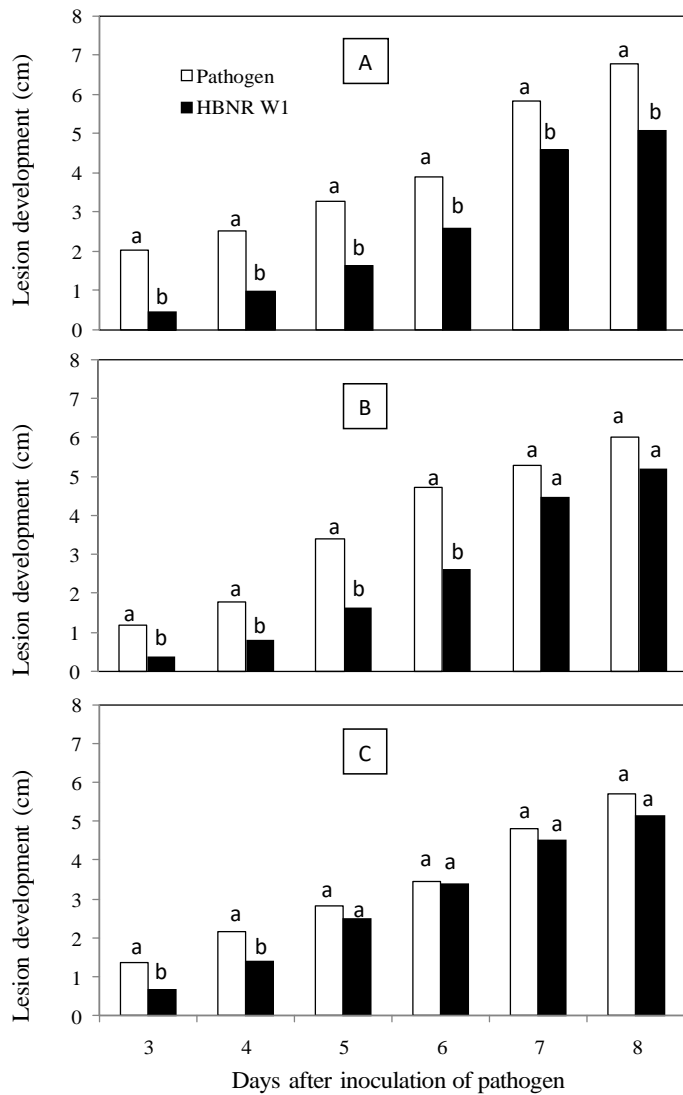 8
7
6
5
4
3
2
1
0
Lesion development (cm)
A
Pathogen
HBNR W1
a b a b a b a b a b a b
8
7
6
5
4
3
2
1
0
Lesion development (cm)
B
a b a b a b a b a a a a
8
7
6
5
4
3
2
1
0
Lesion development (cm)
C
a b a b a a a a a a a a
3 4 5 6 7 8
Days after inoculation of pathogen